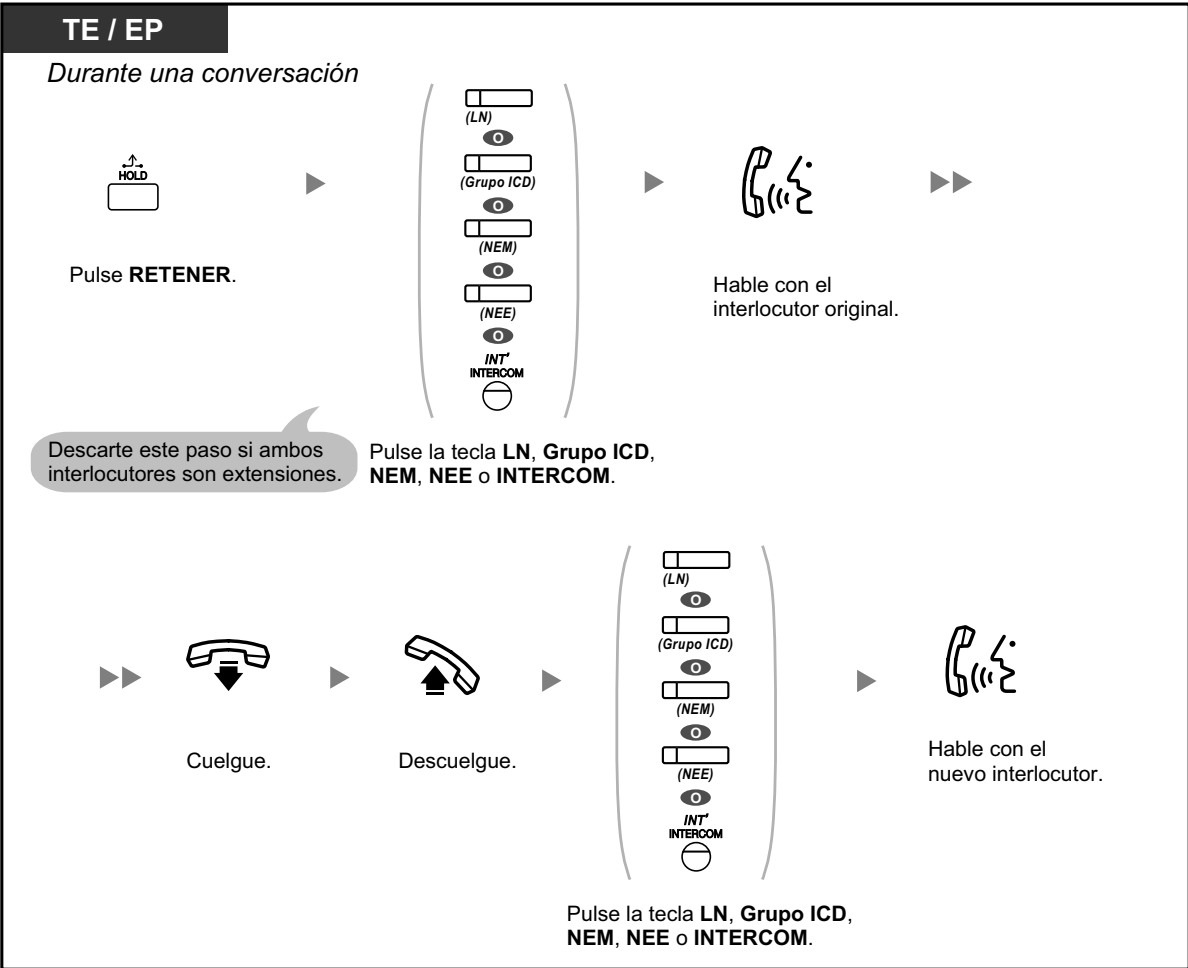 TE / EP
Durante una conversación
HOLD
Pulse RETENER.
(LN)
O
(Grupo ICD)
O
(NEM)
O
(NEE)
O
INT'
INTERCOM
Hable con el
interlocutor original.
Descarte este paso si ambos
interlocutores son extensiones.
Pulse la tecla LN, Grupo ICD,
NEM, NEE o INTERCOM.
Cuelgue.
Descuelgue.
(LN)
O
(Grupo ICD)
O
(NEM)
O
(NEE)
O
INT'
INTERCOM
Pulse la tecla LN, Grupo ICD,
NEM, NEE o INTERCOM.
Hable con el
nuevo interlocutor.